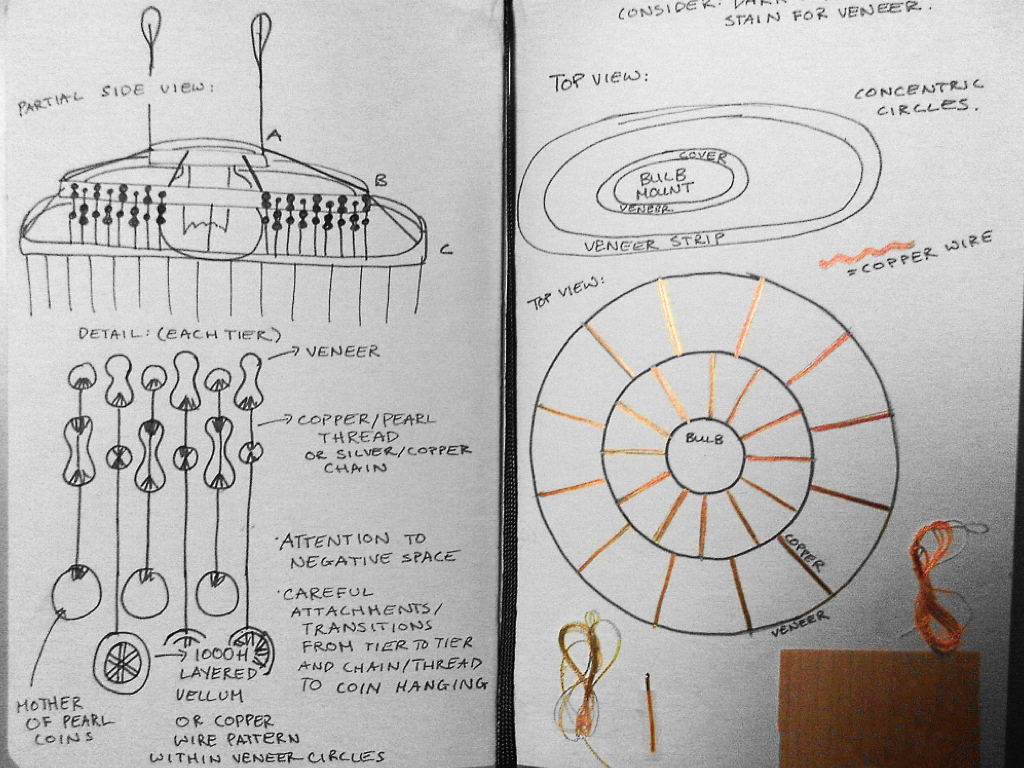 PARTIAL SIDE VIEW:
A
B
C
DETAIL: (EACH TIER)
VENEER
COPPER/PEARL
THREAD
OR SILVER/COPPER
CHAIN
·ATTENTION TO
NEGATIVE SPACE
·CAREFUL
ATTACHMENTS/
TRANSITIONS
FROM TIER TO TIER
AND CHAIN/THREAD
TO COIN HANGING
MOTHER
OF PEARL
COINS
LAYERED
VELLUM
OR COPPER
WIRE PATTERN
WITHIN VENEER CIRCLES
CONSIDER:
STAIN FOR VENEER.
TOP VIEW:
CONCENTRIC
CIRCLES.
COVER
BULB
MOUNT
VENEER
VENEER STRIP
=COPPER WIRE
TOP VIEW:
BULB
COPPER
VENEER